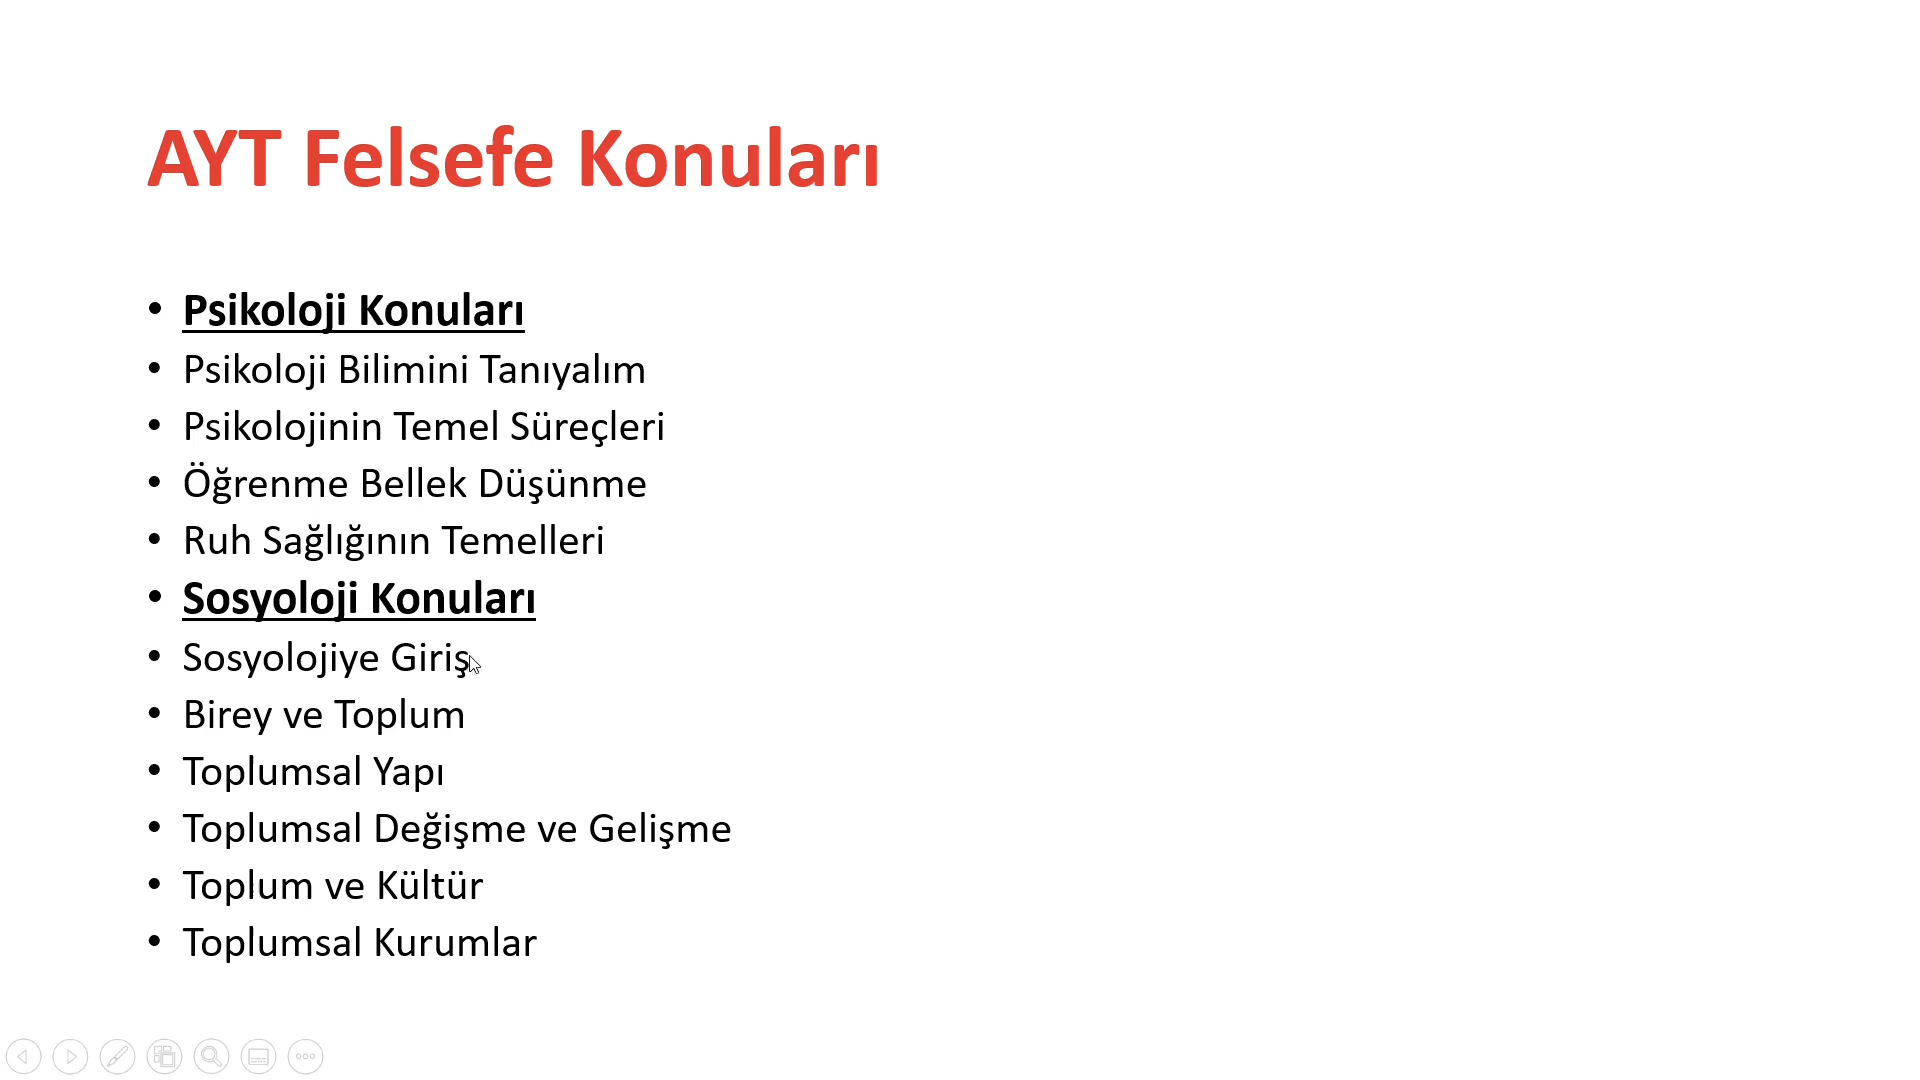 AYT Felsefe Konuları
• Psikoloji Konuları
• Psikoloji Bilimini Tanıyalım
• Psikolojinin Temel Süreçleri
• Öğrenme Bellek Düşünme
• Ruh Sağlığının Temelleri
• Sosyoloji Konuları
• Sosyolojiye Giriş
• Birey ve Toplum
• Toplumsal Yapı
• Toplumsal Değişme ve Gelişme
• Toplum ve Kültür
• Toplumsal Kurumlar